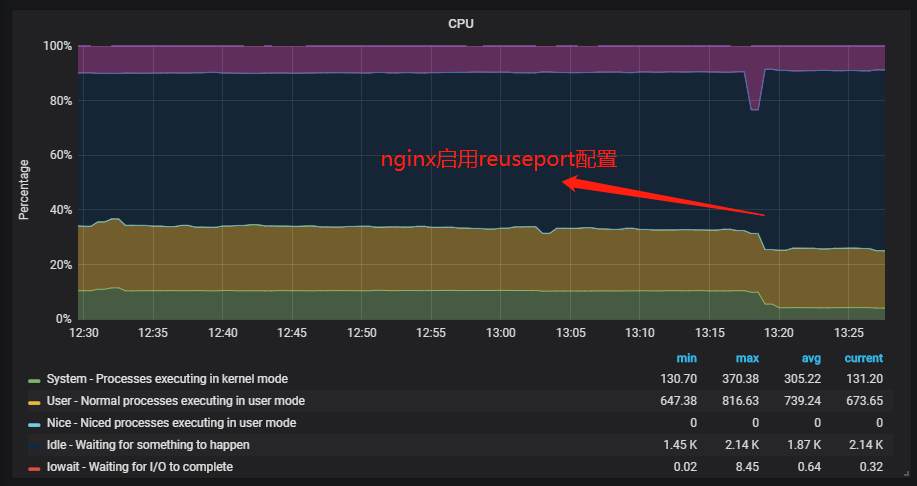 CPU
100%
80%
60%
40%
20%
0%
Percentage
nginx启用reuseport配置
12:30 12:35 12:40 12:45 12:50 12:55 13:00 13:05 13:10 13:15 13:20 13:25
min max avg current
System - Processes executing in kernel mode 130.70 370.38 305.22 131.20
User - Normal processes executing in user mode 647.38 816.63 739.24 673.65
Nice - Niced processes executing in user mode 0 0 0 0
Idle - Waiting for something to happen 1.45 K 2.14 K 1.87 K 2.14 K
Iowait - Waiting for I/O to complete 0.02 8.45 0.64 0.32